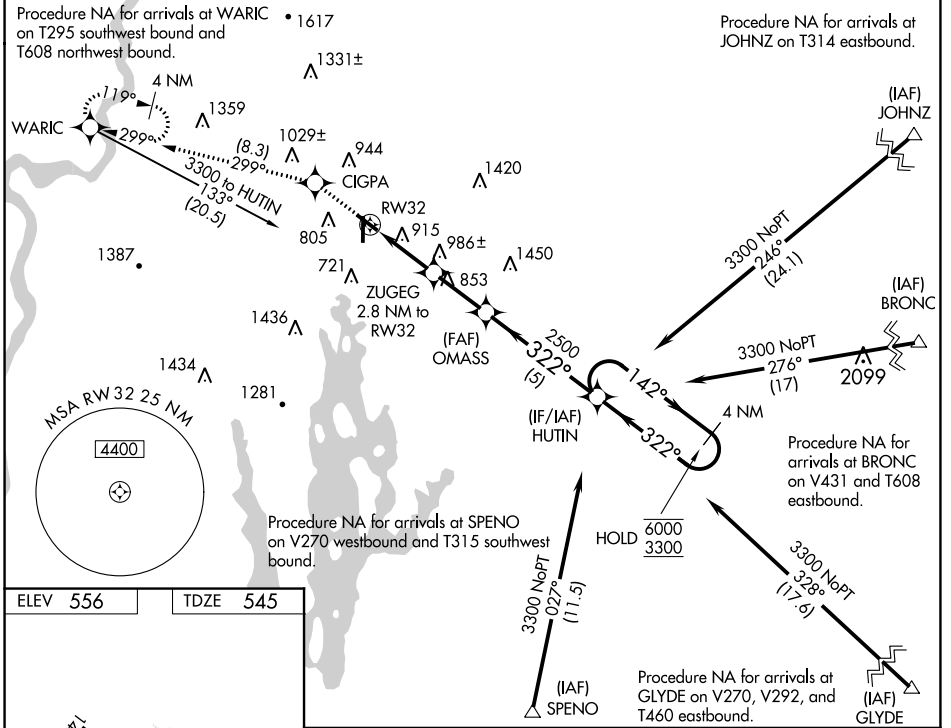 Procedure NA for arrivals at WARIC
on T295 southwest bound and
T608 northwest bound.
1617
Procedure NA for arrivals at
JOHNZ on T314 eastbound.
1331±
4 NM
119°
1359
(IAF)
JOHNZ
WARIC
299°
(8.3)
299°
1029±
944
3300 to HUTIN
133°
(20.5)
CIGPA
1420
RW32
805
915
3300 NoPT
246°
(24.1)
986±
1387
721
853
1450
ZUGEG
2.8 NM to
RW32
(IAF)
BRONC
1436
(FAF)
OMASS
2500
322°
(5)
3300 NoPT
276°
(17)
2099
1434
142°
1281
4 NM
(IF/IAF)
HUTIN
322°
MSA RW 32 25 NM
4400
Procedure NA for
arrivals at BRONC
on V431 and T608
eastbound.
Procedure NA for arrivals at SPENO
on V270 westbound and T315 southwest
bound.
HOLD
6000
3300
3300 NoPT
027°
(11.5)
3300 NoPT
328°
(17.6)
ELEV 556
TDZE 545
(IAF)
SPENO
Procedure NA for arrivals at
GLYDE on V270, V292, and
T460 eastbound.
(IAF)
GLYDE